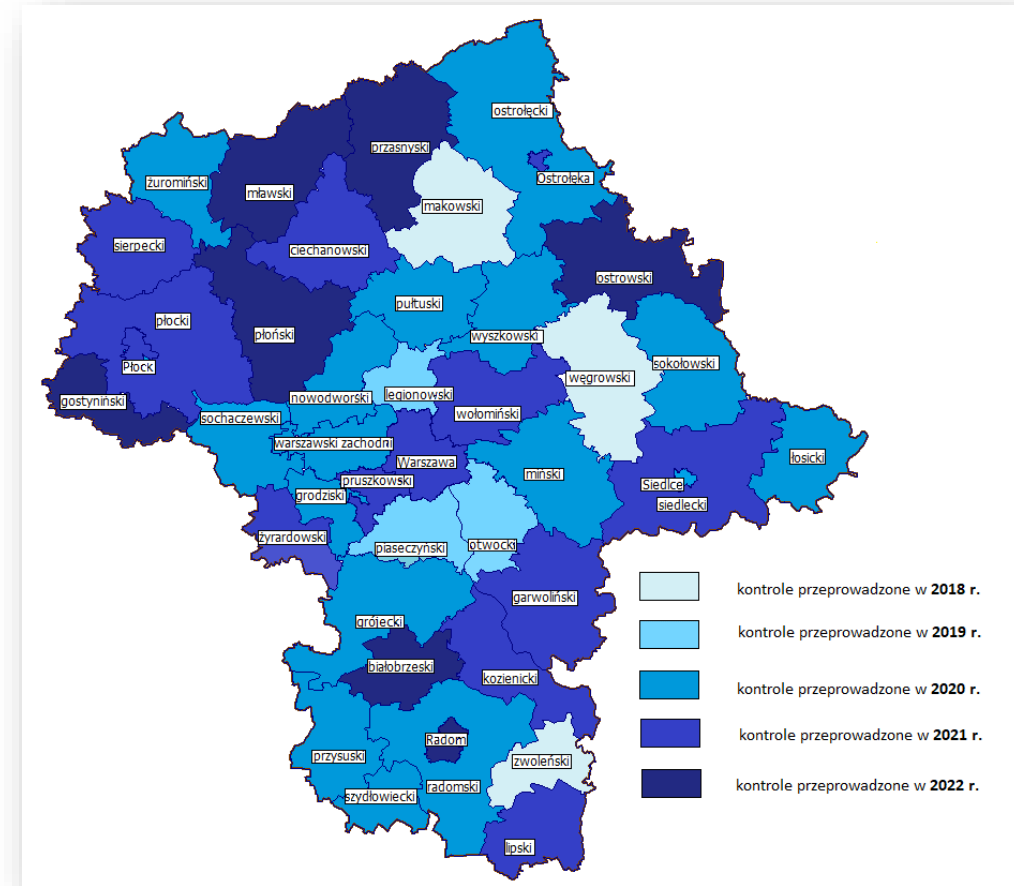 ostrołęcki
przasnyski
Ostrołęka
żuromiński
mławski
makowski
sierpecki
ciechanowski
ostrowski
pułtuski
płocki
płoński
wyszkowski
sokołowski
Płock
węgrowski
gostyniński
nowodworski
legionowski
wołomiński
sochaczewski
warszawski zachodni
Warszawa
łosicki
pruszkowski
miński
Siedlce
grodziski
siedlecki
żyrardowski
piaseczyński
otwocki
kontrole przeprowadzone w 2018 r.
garwoliński
grójecki
kontrole przeprowadzone w 2019 r.
białobrzeski
kozienicki
kontrole przeprowadzone w 2020 r.
Radom
kontrole przeprowadzone w 2021 r.
przysuski
zwoleński
radomski
kontrole przeprowadzone w 2022 r.
szydłowiecki
lipski